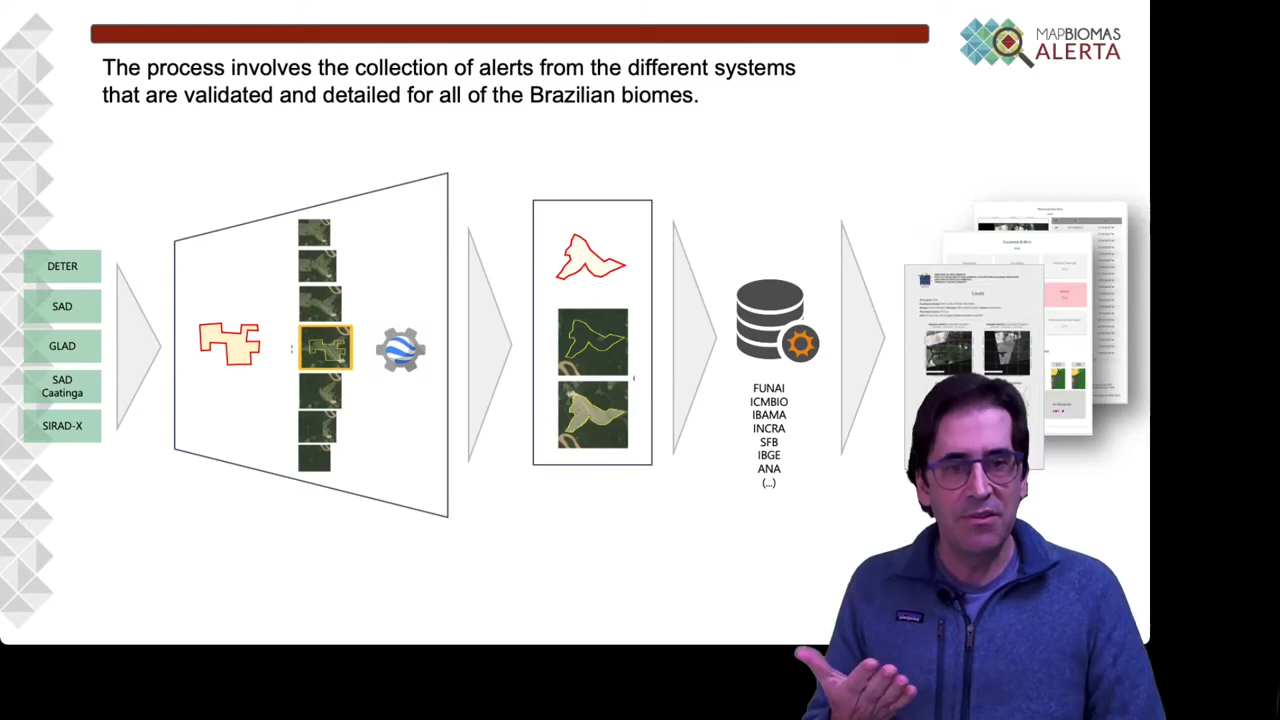 MAPBIOMAS
ALERTA
The process involves the collection of alerts from the different systems
that are validated and detailed for all of the Brazilian biomes.
DETER
SAD
GLAD
SAD
Caatinga
SIRAD-X
FUNAI
ICMBIO
IBAMA
INCRA
SFB
IBGE
ANA
(...)
Laudo